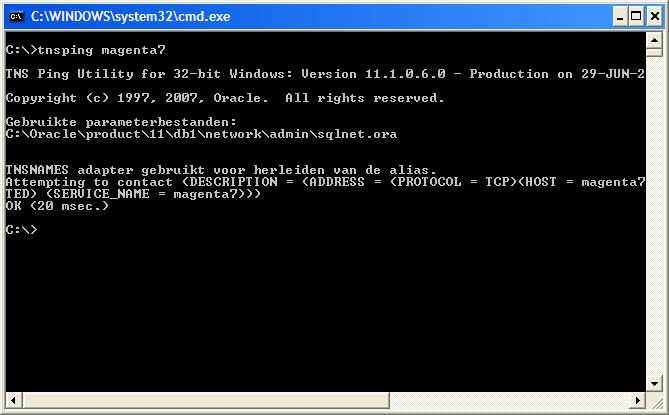 C:\WINDOWS\system32\cmd.exe
C:\>tnsping magenta7
TNS Ping Utility for 32-bit Windows: Version 11.1.0.6.0 - Production on 29-JUN-2
Copyright (c) 1997, 2007, Oracle.  All rights reserved.
Gebruikte parameterbestanden:
C:\Oracle\product\11\db1\network\admin\sqlnet.ora
TNSNAMES adapter gebruikt voor herleiden van de alias.
Attempting to contact (DESCRIPTION = (ADDRESS = (PROTOCOL = TCP)(HOST = magenta7
TED) (SERVICE_NAME = magenta7)))
OK (20 msec.)
C:\>